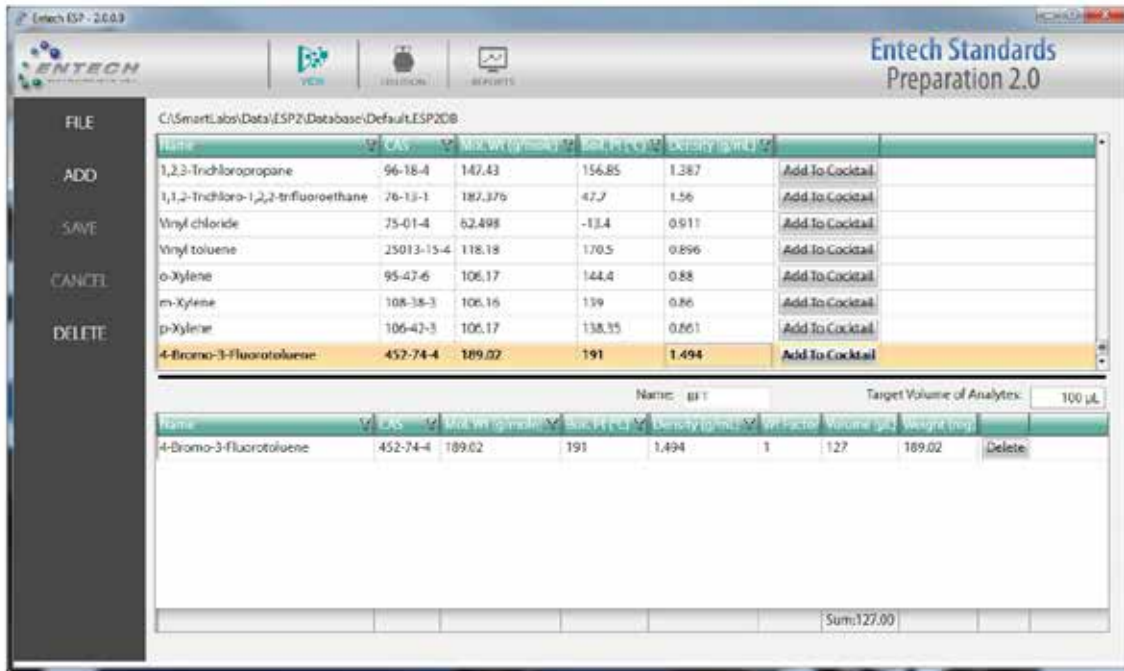 Entech ESP - 2.0.0.3
ENTECH
VIEW
REPORTS
Entech Standards
Preparation 2.0
FILE
ADD
SAVE
CANCEL
DELETE
C:\SmartLabs\Data\ESP2\Database\Default.ESP2DB
Name CAS Mol. Wt (g/mole) Boil. Pt (°C) Density (g/mL)
1,2,3-Trichloropropane 96-18-4 147.43 156.85 1.387 Add To Cocktail
1,1,2-Trichloro-1,2,2-trifluoroethane 76-13-1 187.376 47.7 1.56 Add To Cocktail
Vinyl chloride 75-01-4 62.498 -13.4 0.911 Add To Cocktail
Vinyl toluene 25013-15-4 118.18 170.5 0.896 Add To Cocktail
o-Xylene 95-47-6 106.17 144.4 0.88 Add To Cocktail
m-Xylene 108-38-3 106.16 139 0.86 Add To Cocktail
p-Xylene 106-42-3 106.17 138.35 0.861 Add To Cocktail
4-Bromo-3-Fluorotoluene 452-74-4 189.02 191 1.494 Add To Cocktail
Name: BFT Target Volume of Analytes: 100 µL
Name CAS Mol. Wt (g/mole) Boil. Pt (°C) Density (g/mL) Wt Factor Volume (µL) Weight (mg)
4-Bromo-3-Fluorotoluene 452-74-4 189.02 191 1.494 1 127 189.02 Delete
Sum:127.00